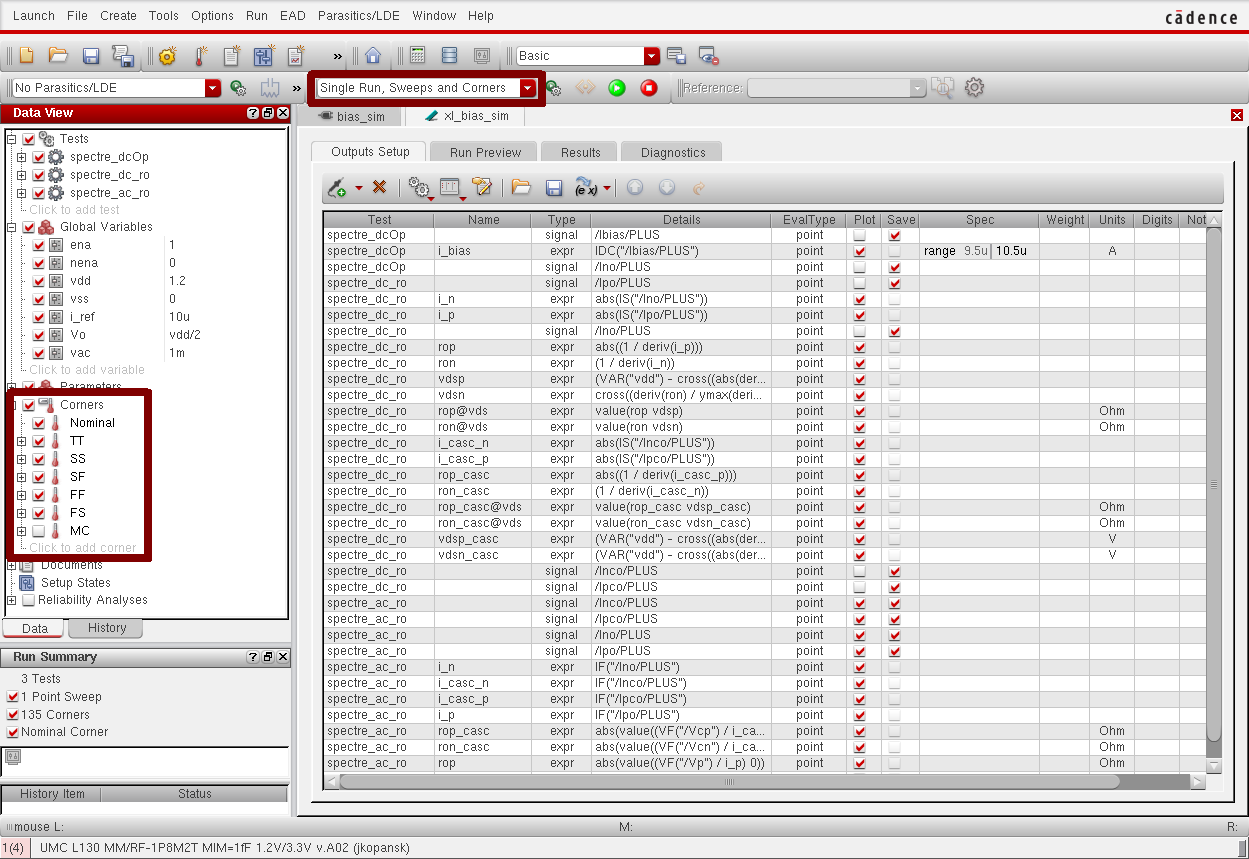 Launch File Create Tools Options Run EAD Parasitics/LDE Window Help
cādence
» Basic
No Parasitics/LDE » Single Run, Sweeps and Corners Reference:
Data View
bias_sim xl_bias_sim
Tests
spectre_dcOp
spectre_dc_ro
spectre_ac_ro
Click to add test
Global Variables
ena 1
nena 0
vdd 1.2
vss 0
i_ref 10u
Vo vdd/2
vac 1m
Click to add variable
Parameters
Corners
Nominal
TT
SS
SF
FF
FS
MC
Click to add corner
Documents
Setup States
Reliability Analyses
Data History
Run Summary
3 Tests
1 Point Sweep
135 Corners
Nominal Corner
History Item Status
Outputs Setup Run Preview Results Diagnostics
(e x)
Test Name Type Details EvalType Plot Save Spec Weight Units Digits Not
spectre_dcOp signal /Ibias/PLUS point
spectre_dcOp i_bias expr IDC("/Ibias/PLUS") point range 9.5u 10.5u A
spectre_dcOp signal /Ino/PLUS point
spectre_dc_ro signal /Ipo/PLUS point
spectre_dc_ro i_n expr abs(IS("/Ino/PLUS")) point
spectre_dc_ro i_p expr abs(IS("/Ipo/PLUS")) point
spectre_dc_ro signal /Ino/PLUS point
spectre_dc_ro rop expr abs((1 / deriv(i_p))) point
spectre_dc_ro ron expr (1 / deriv(i_n)) point
spectre_dc_ro vdsp expr (VAR("vdd") - cross((abs(der... point
spectre_dc_ro vdsn expr cross((deriv(ron) / ymax(deri... point
spectre_dc_ro rop@vds expr value(rop vdsp) point Ohm
spectre_dc_ro ron@vds expr value(ron vdsn) point Ohm
spectre_dc_ro i_casc_n expr abs(IS("/Inco/PLUS")) point
spectre_dc_ro i_casc_p expr abs(IS("/Ipco/PLUS")) point
spectre_dc_ro rop_casc expr abs((1 / deriv(i_casc_p))) point
spectre_dc_ro ron_casc expr (1 / deriv(i_casc_n)) point
spectre_dc_ro rop_casc@vds expr value(rop_casc vdsp_casc) point Ohm
spectre_dc_ro ron_casc@vds expr value(ron_casc vdsn_casc) point Ohm
spectre_dc_ro vdsp_casc expr (VAR("vdd") - cross((abs(der... point V
spectre_dc_ro vdsn_casc expr (VAR("vdd") - cross((abs(der... point V
spectre_dc_ro signal /Inco/PLUS point
spectre_dc_ro signal /Ipco/PLUS point
spectre_ac_ro signal /Inco/PLUS point
spectre_ac_ro signal /Ipco/PLUS point
spectre_ac_ro signal /Ino/PLUS point
spectre_ac_ro signal /Ipo/PLUS point
spectre_ac_ro i_n expr IF("/Ino/PLUS") point
spectre_ac_ro i_casc_n expr IF("/Inco/PLUS") point
spectre_ac_ro i_casc_p expr IF("/Ipco/PLUS") point
spectre_ac_ro i_p expr IF("/Ipo/PLUS") point
spectre_ac_ro rop_casc expr abs(value((VF("/Vcp") / i_ca... point Ohm
spectre_ac_ro ron_casc expr abs(value((VF("/Vcn") / i_ca... point Ohm
spectre_ac_ro rop expr abs(value((VF("/Vp") / i_p) 0)) point Ohm
mouse L: M: R:
1(4) UMC L130 MM/RF-1P8M2T MIM=1fF 1.2V/3.3V v.A02 (jkopansk)